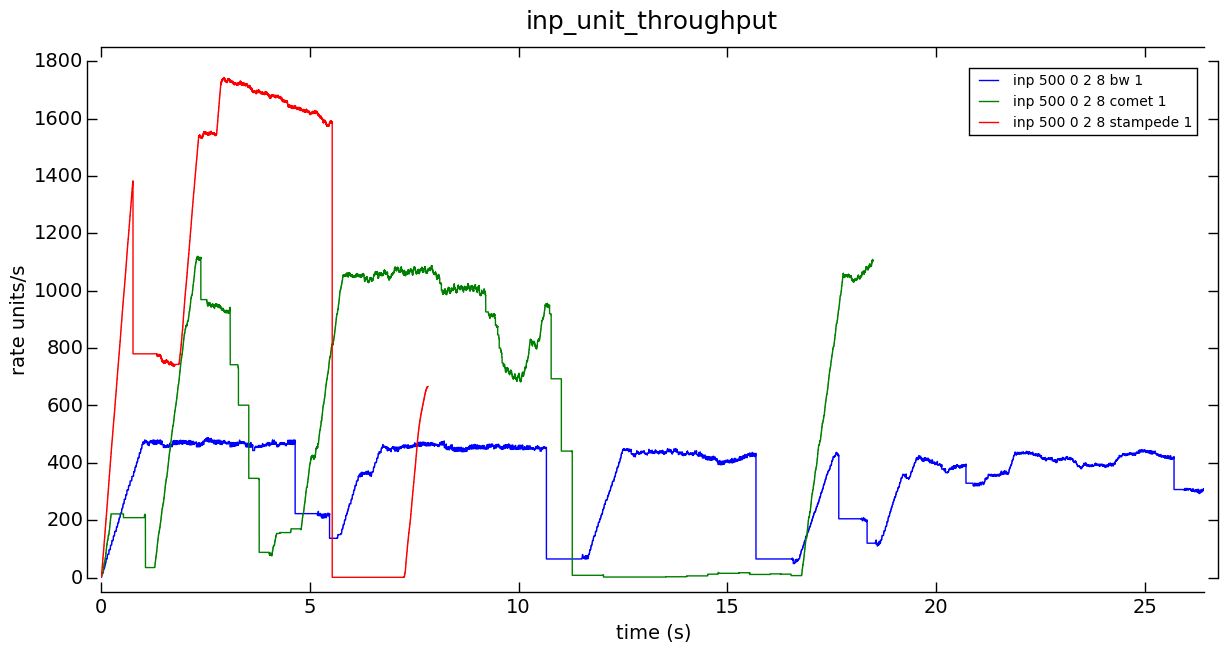 inp_unit_throughput
1800
1600
1400
1200
1000
800
600
400
200
0
rate units/s
inp 500 0 2 8 bw 1
inp 500 0 2 8 comet 1
inp 500 0 2 8 stampede 1
0 5 10 15 20 25
time (s)